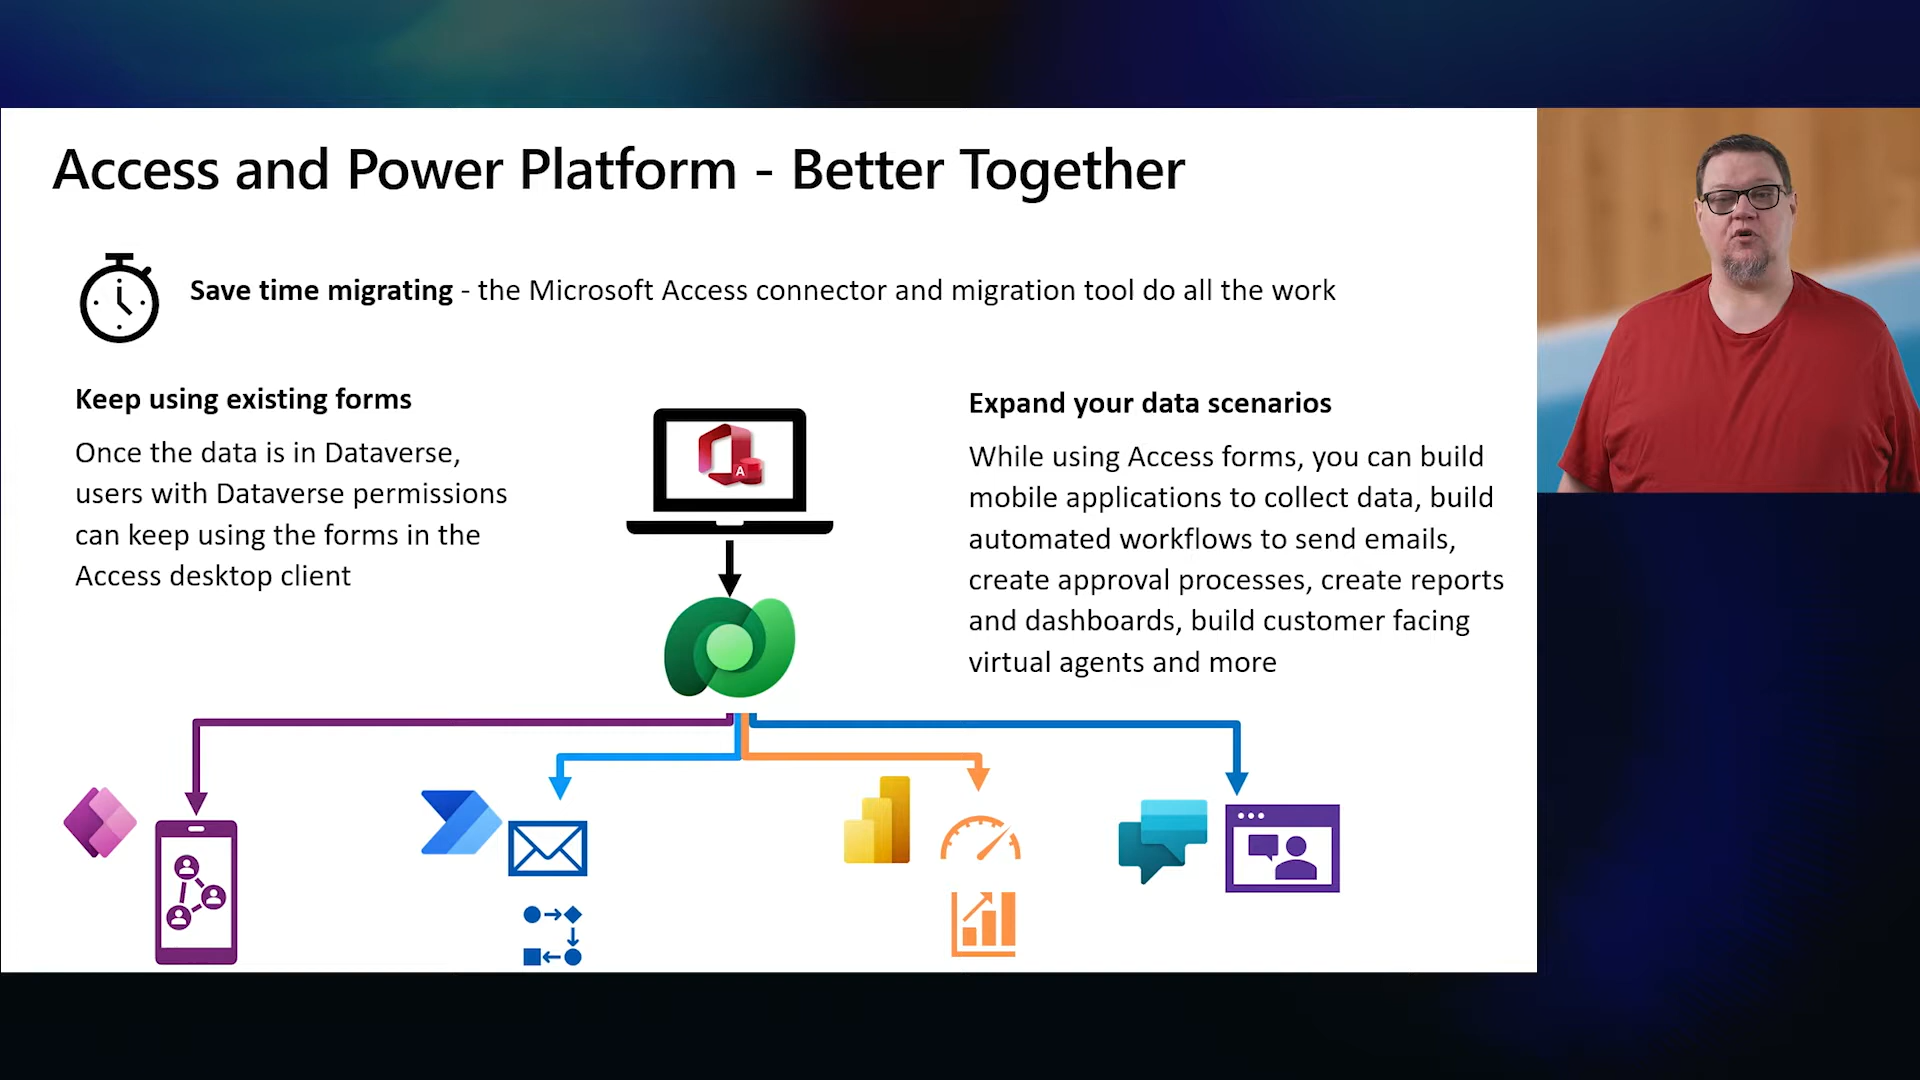 Access and Power Platform - Better Together
Save time migrating - the Microsoft Access connector and migration tool do all the work
Keep using existing forms
Once the data is in Dataverse,
users with Dataverse permissions
can keep using the forms in the
Access desktop client
A
Expand your data scenarios
While using Access forms, you can build
mobile applications to collect data, build
automated workflows to send emails,
create approval processes, create reports
and dashboards, build customer facing
virtual agents and more